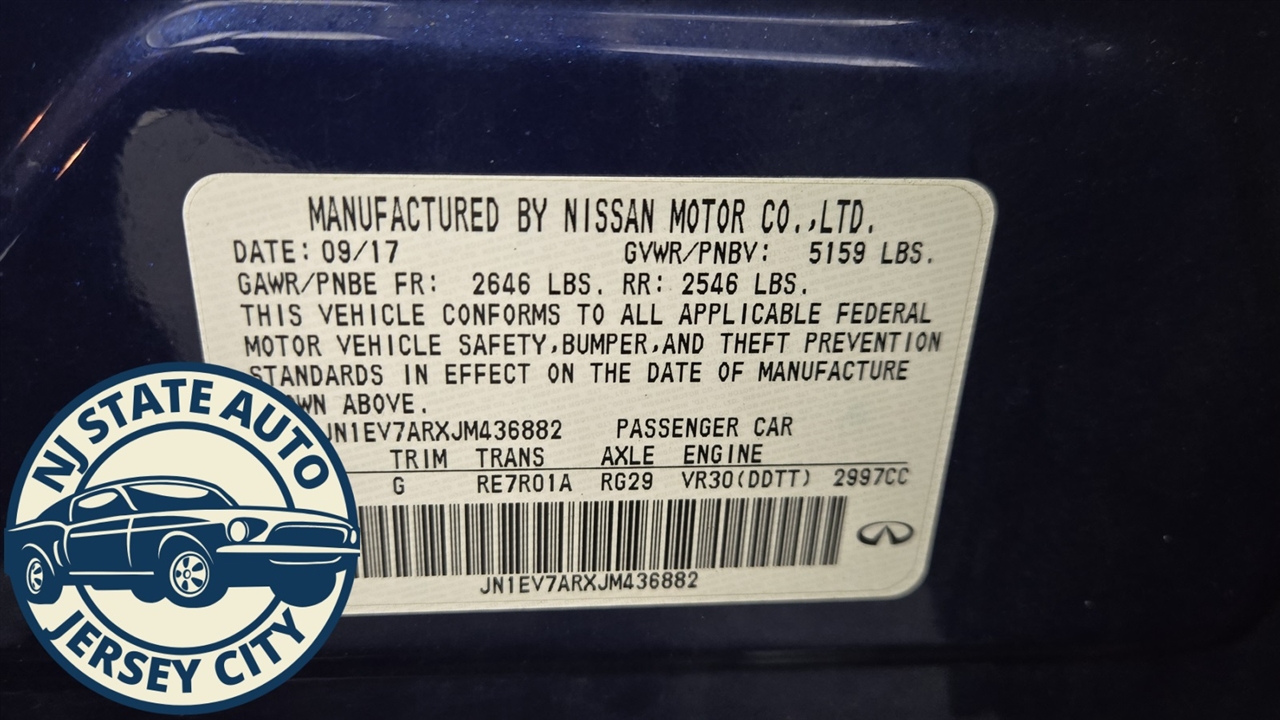 MANUFACTURED BY NISSAN MOTOR CO.,LTD.
DATE: 09/17 GVWR/PNBV: 5159 LBS.
GAWR/PNBE FR: 2646 LBS. RR: 2546 LBS.
THIS VEHICLE CONFORMS TO ALL APPLICABLE FEDERAL
MOTOR VEHICLE SAFETY,BUMPER,AND THEFT PREVENTION
STANDARDS IN EFFECT ON THE DATE OF MANUFACTURE
ABOVE.
JN1EV7ARXJM436882 PASSENGER CAR
TRIM TRANS AXLE ENGINE
G RE7R01A RG29 VR30(DDTT) 2997CC
JN1EV7ARXJM436882
NJ STATE AUTO
JERSEY CITY